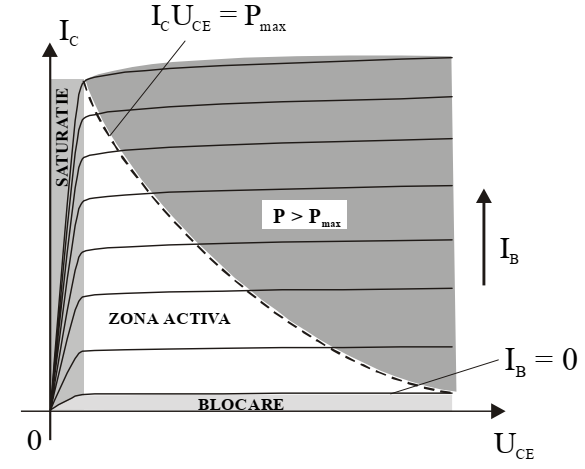 I_C U_CE = P_max
I_C
SATURATIE
P > P_max
I_B
ZONA ACTIVA
I_B = 0
BLOCARE
0
U_CE